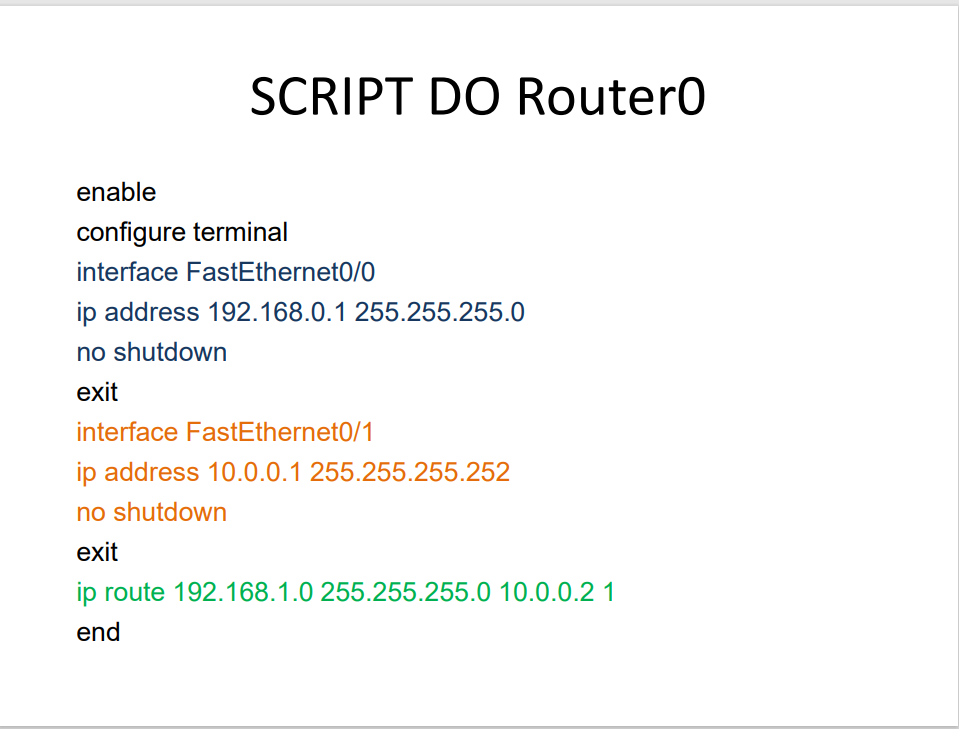 SCRIPT DO Router0
enable
configure terminal
interface FastEthernet0/0
ip address 192.168.0.1 255.255.255.0
no shutdown
exit
interface FastEthernet0/1
ip address 10.0.0.1 255.255.255.252
no shutdown
exit
ip route 192.168.1.0 255.255.255.0 10.0.0.2 1
end